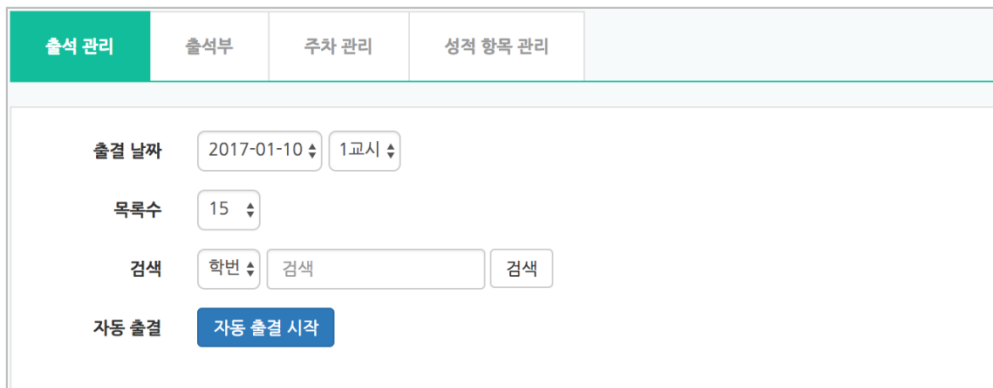 출석 관리 출석부 주차 관리 성적 항목 관리
출결 날짜 2017-01-10 1교시
목록수 15
검색 학번 검색 검색
자동 출결 자동 출결 시작